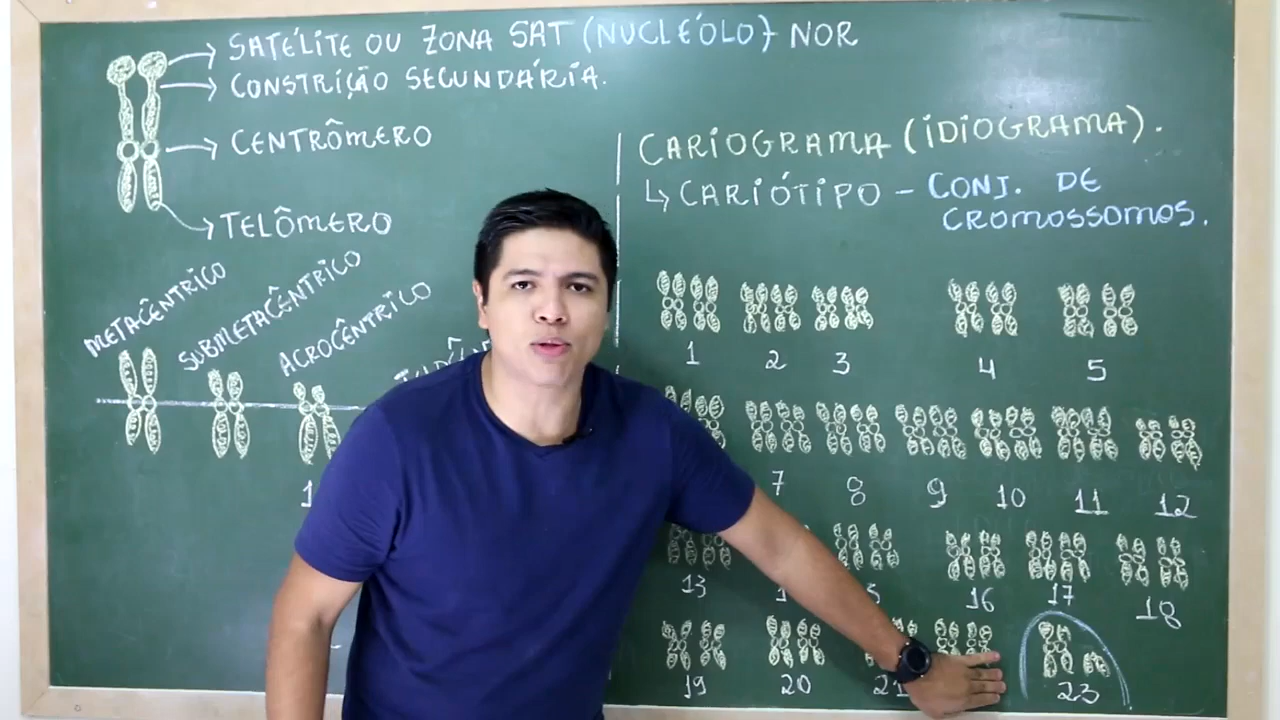 SATÉLITE OU ZONA SAT (NUCLÉOLO) NOR
CONSTRIÇÃO SECUNDÁRIA.
CENTRÔMERO
TELÔMERO
METACÊNTRICO
SUBMETACÊNTRICO
ACROCÊNTRICO
CARIOGRAMA (IDIOGRAMA).
↳ CARIÓTIPO - CONJ. DE
CROMOSSOMOS.
1 2 3 4 5
7 8 9 10 11 12
13 16 17 18
19 20 21 23